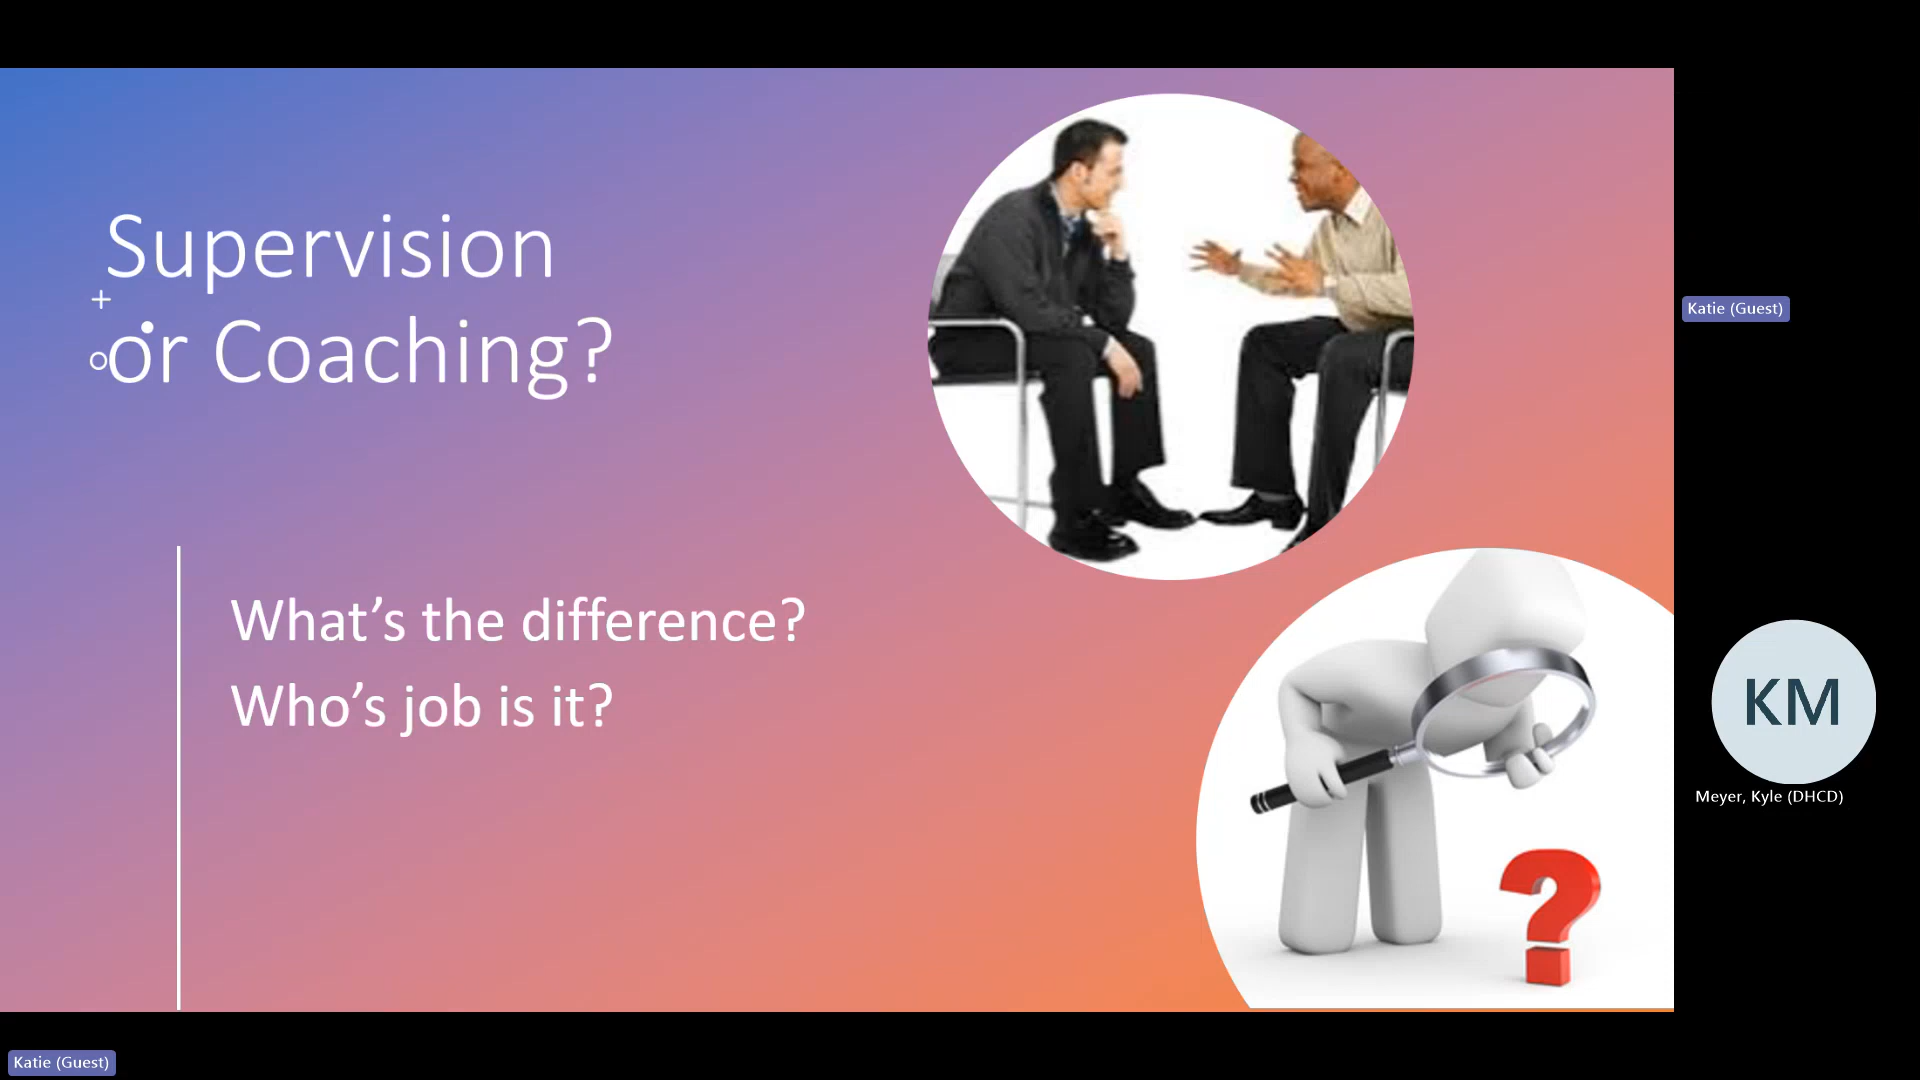 Supervision
or Coaching?
What’s the difference?
Who’s job is it?
Katie (Guest)
KM
Meyer, Kyle (DHCD)
Katie (Guest)